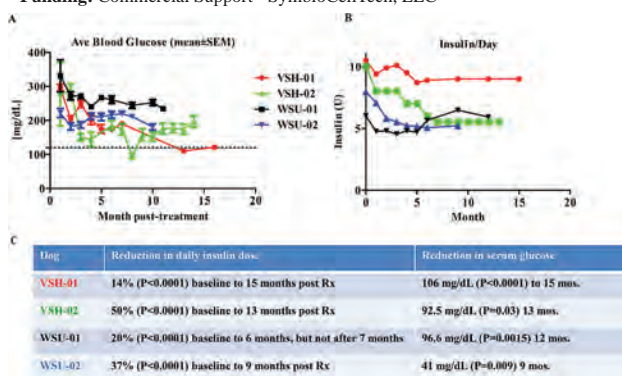 Funding: Commercial Support - SymbioCellTech, LLC
A
Ave Blood Glucose (mean±SEM)
[mg/dL]
400
300
200
100
0
0 5 10 15 20
Month post-treatment
VSH-01
VSH-02
WSU-01
WSU-02
B
Insulin/Day
Insulin (U)
10
5
0
0 5 10 15 20
Month
C
Dog Reduction in daily insulin dose Reduction in serum glucose
VSH-01 14% (P<0.0001) baseline to 15 months post Rx 106 mg/dL (P<0.0001) to 15 mos.
VSH-02 50% (P<0.0001) baseline to 13 months post Rx 92.5 mg/dL (P=0.03) 13 mos.
WSU-01 20% (P<0.0001) baseline to 6 months, but not after 7 months 96.6 mg/dL (P=0.0015) 12 mos.
WSU-02 37% (P<0.0001) baseline to 9 months post Rx 41 mg/dL (P=0.009) 9 mos.